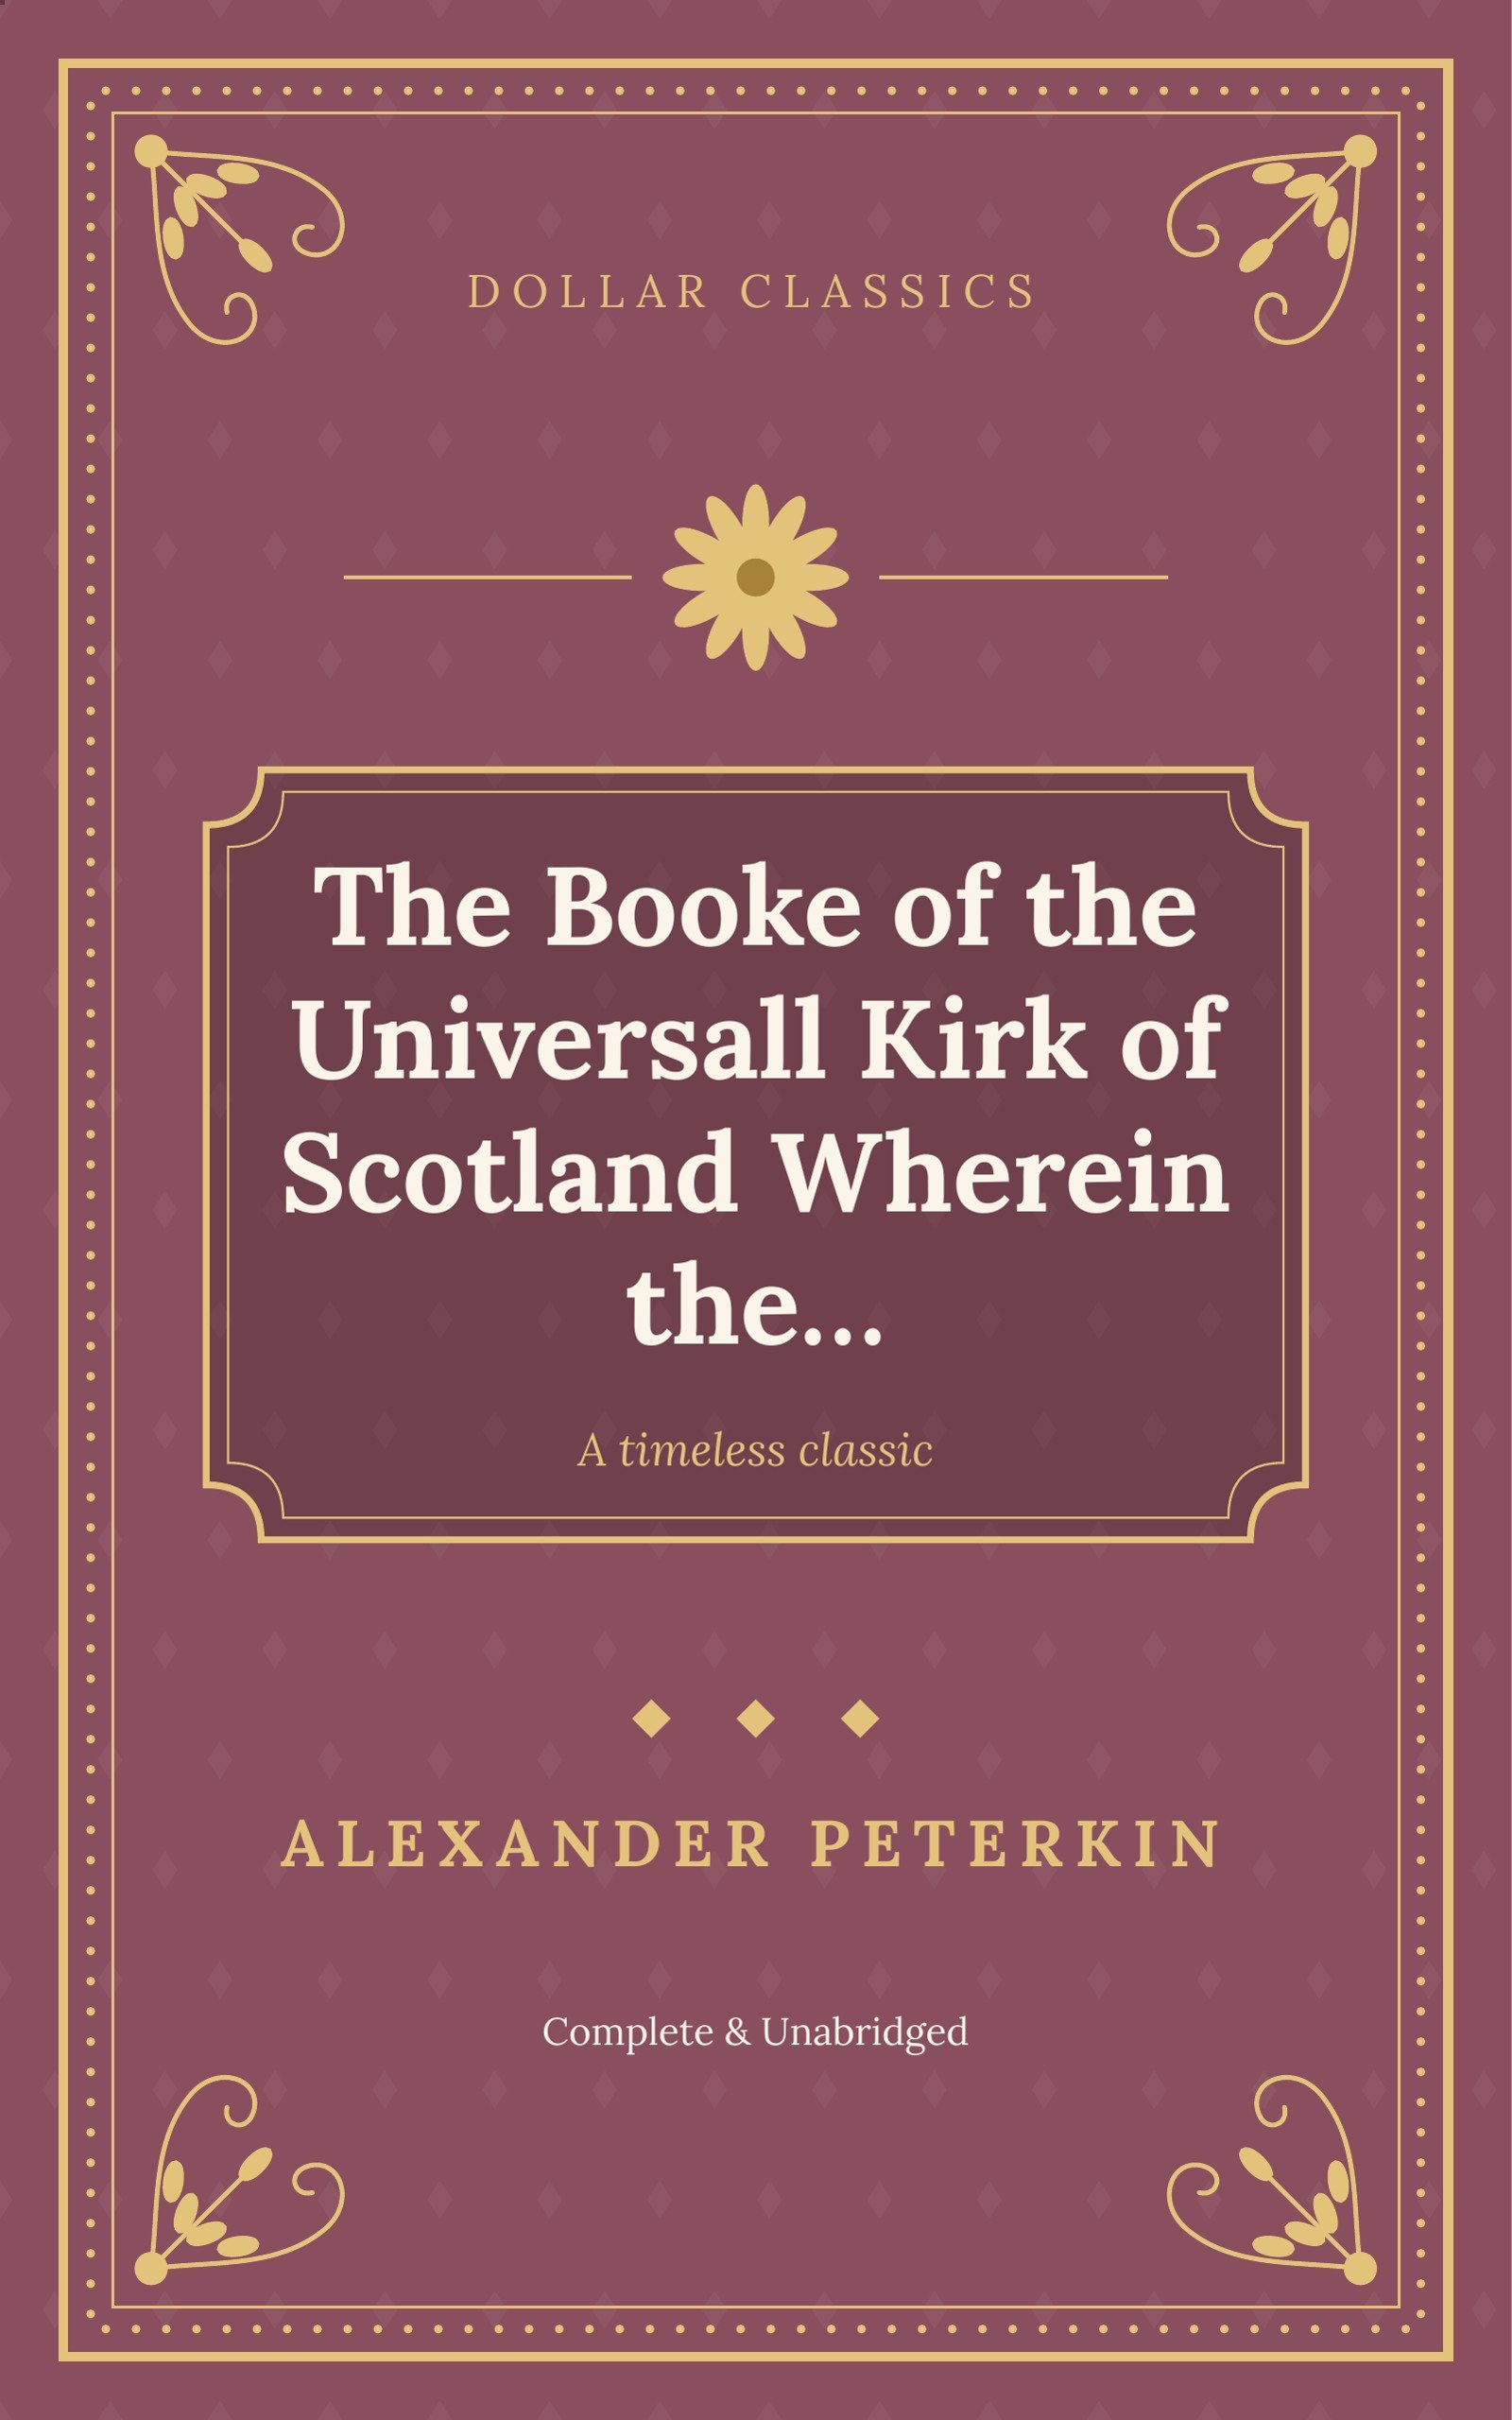 DOLLAR CLASSICS
The Booke of the
Universall Kirk of
Scotland Wherein
the...
A timeless classic
ALEXANDER PETERKIN
Complete & Unabridged